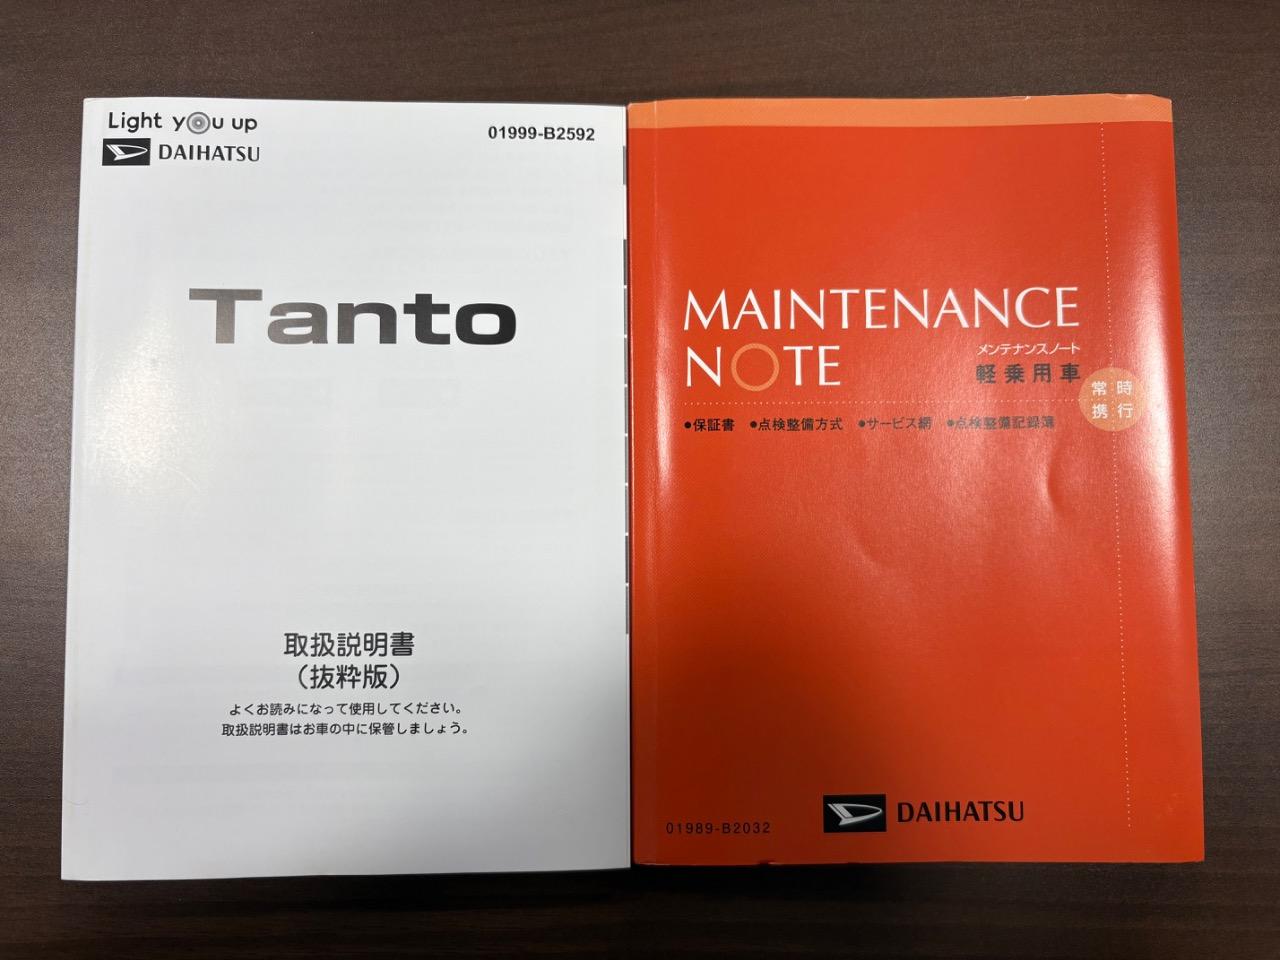 Light you up
DAIHATSU
01999-B2592
Tanto
取扱説明書
（抜粋版）
よくお読みになって使用してください。
取扱説明書はお車の中に保管しましょう。
MAINTENANCE
NOTE
メンテナンスノート
軽乗用車
常時
携行
●保証書 ●点検整備方式 ●サービス網 ●点検整備記録簿
01989-B2032
DAIHATSU